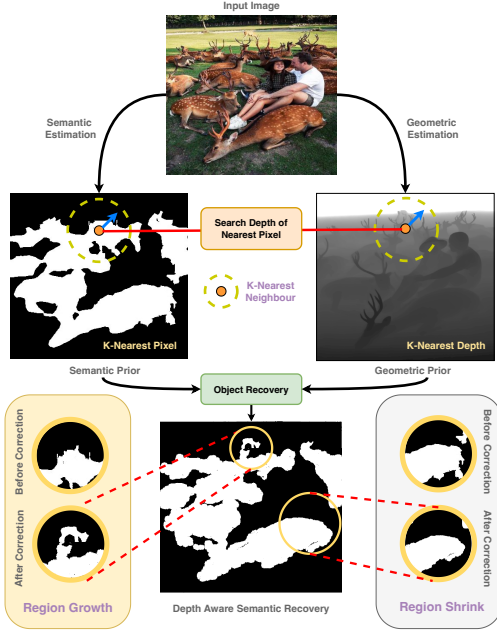 Input Image
Semantic
Estimation
Geometric
Estimation
Search Depth of
Nearest Pixel
K-Nearest
Neighbour
K-Nearest Pixel
K-Nearest Depth
Semantic Prior
Object Recovery
Geometric Prior
Before Correction
After Correction
Region Growth
Depth Aware Semantic Recovery
Before Correction
After Correction
Region Shrink